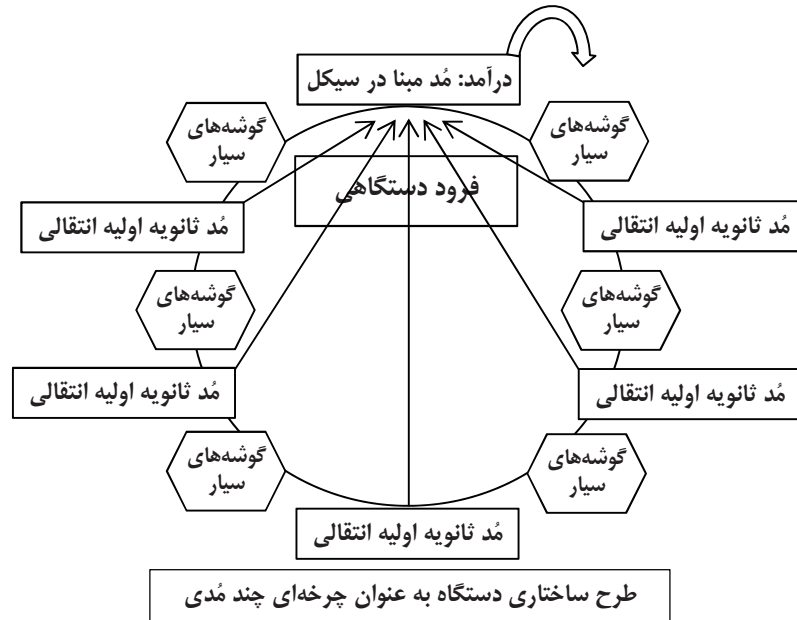 درآمد: مُد مبنا در سیکل
گوشه‌های
سیار
گوشه‌های
سیار
فرود دستگاهی
مُد ثانویه اولیه انتقالی
مُد ثانویه اولیه انتقالی
گوشه‌های
سیار
گوشه‌های
سیار
مُد ثانویه اولیه انتقالی
مُد ثانویه اولیه انتقالی
گوشه‌های
سیار
گوشه‌های
سیار
مُد ثانویه اولیه انتقالی
طرح ساختاری دستگاه به عنوان چرخه‌ای چند مُدی